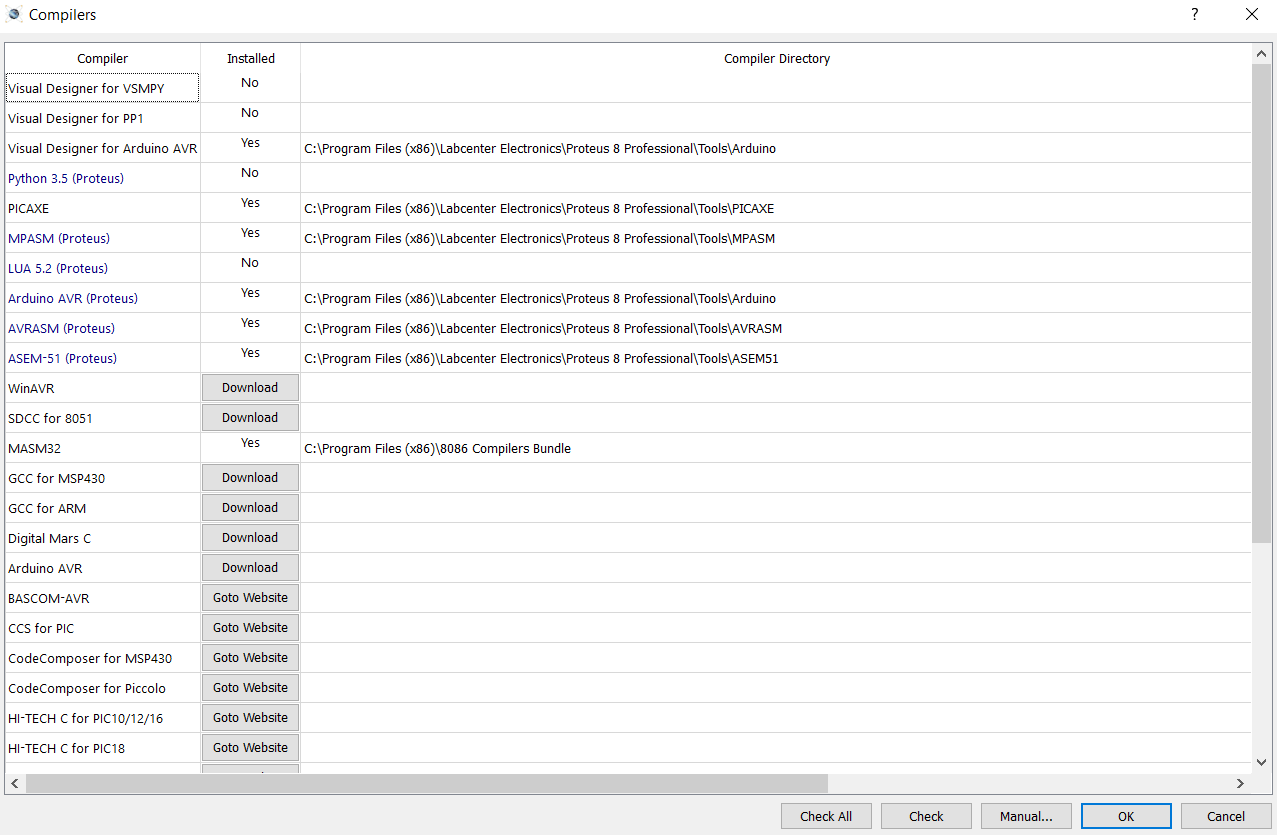 Compilers
?
Compiler Installed Compiler Directory
Visual Designer for VSMPY No
Visual Designer for PP1 No
Visual Designer for Arduino AVR Yes C:\Program Files (x86)\Labcenter Electronics\Proteus 8 Professional\Tools\Arduino
Python 3.5 (Proteus) No
PICAXE Yes C:\Program Files (x86)\Labcenter Electronics\Proteus 8 Professional\Tools\PICAXE
MPASM (Proteus) Yes C:\Program Files (x86)\Labcenter Electronics\Proteus 8 Professional\Tools\MPASM
LUA 5.2 (Proteus) No
Arduino AVR (Proteus) Yes C:\Program Files (x86)\Labcenter Electronics\Proteus 8 Professional\Tools\Arduino
AVRASM (Proteus) Yes C:\Program Files (x86)\Labcenter Electronics\Proteus 8 Professional\Tools\AVRASM
ASEM-51 (Proteus) Yes C:\Program Files (x86)\Labcenter Electronics\Proteus 8 Professional\Tools\ASEM51
WinAVR Download
SDCC for 8051 Download
MASM32 Yes C:\Program Files (x86)\8086 Compilers Bundle
GCC for MSP430 Download
GCC for ARM Download
Digital Mars C Download
Arduino AVR Download
BASCOM-AVR Goto Website
CCS for PIC Goto Website
CodeComposer for MSP430 Goto Website
CodeComposer for Piccolo Goto Website
HI-TECH C for PIC10/12/16 Goto Website
HI-TECH C for PIC18 Goto Website
Check All Check Manual... OK Cancel